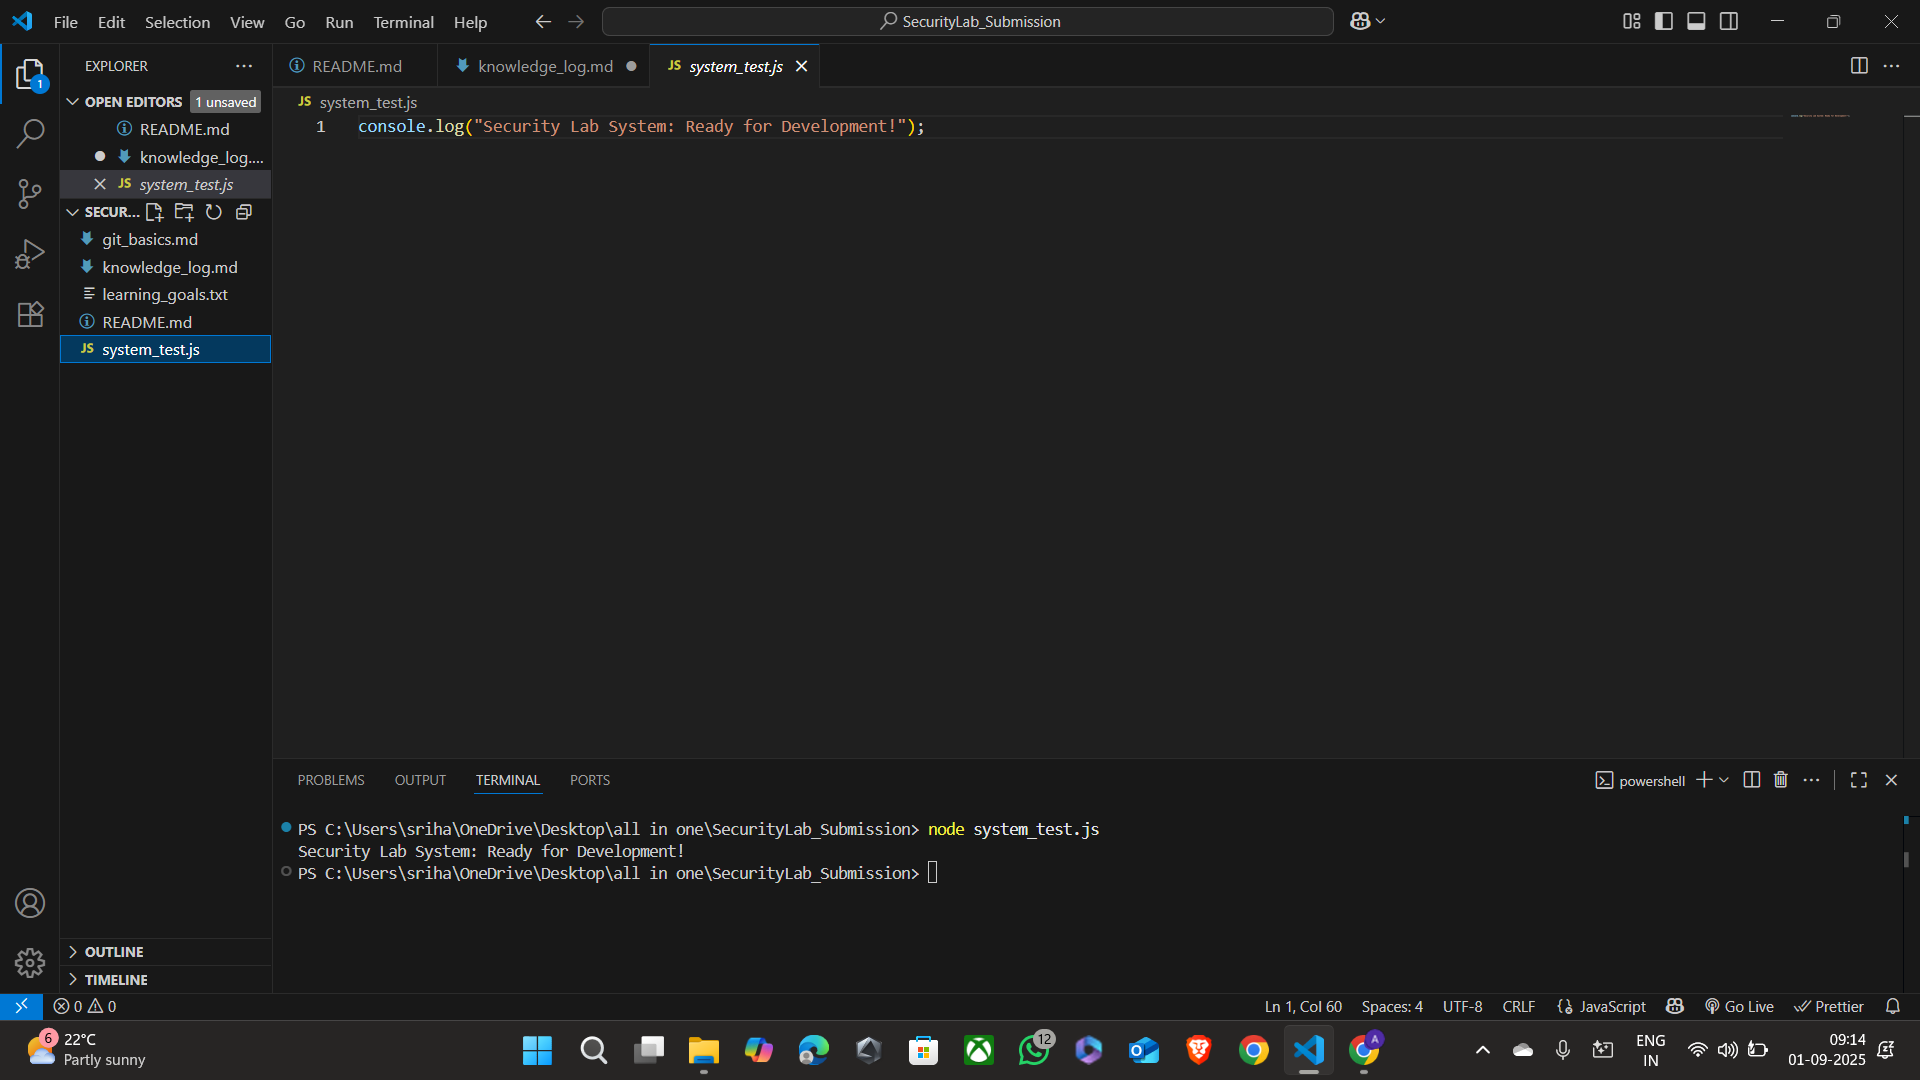 File Edit Selection View Go Run Terminal Help
SecurityLab_Submission
EXPLORER
OPEN EDITORS 1 unsaved
README.md
knowledge_log....
system_test.js
SECUR...
git_basics.md
knowledge_log.md
learning_goals.txt
README.md
JS system_test.js
OUTLINE
TIMELINE
README.md knowledge_log.md JS system_test.js
JS system_test.js
1 console.log("Security Lab System: Ready for Development!");
PROBLEMS OUTPUT TERMINAL PORTS
powershell
PS C:\Users\sriha\OneDrive\Desktop\all in one\SecurityLab_Submission> node system_test.js
Security Lab System: Ready for Development!
PS C:\Users\sriha\OneDrive\Desktop\all in one\SecurityLab_Submission>
0 0
Ln 1, Col 60 Spaces: 4 UTF-8 CRLF JavaScript Go Live Prettier
6 22°C
Partly sunny
12
A
ENG
IN
09:14
01-09-2025